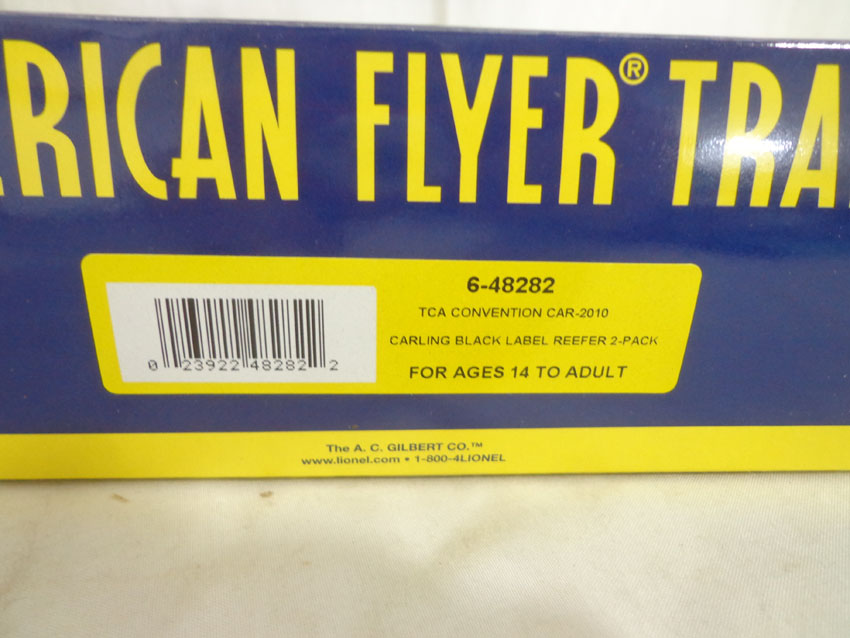 RICAN FLYER® TRA
6-48282
TCA CONVENTION CAR-2010
CARLING BLACK LABEL REEFER 2-PACK
FOR AGES 14 TO ADULT
0 23922 48282 2
The A. C. GILBERT CO.™
www.lionel.com • 1-800-4LIONEL